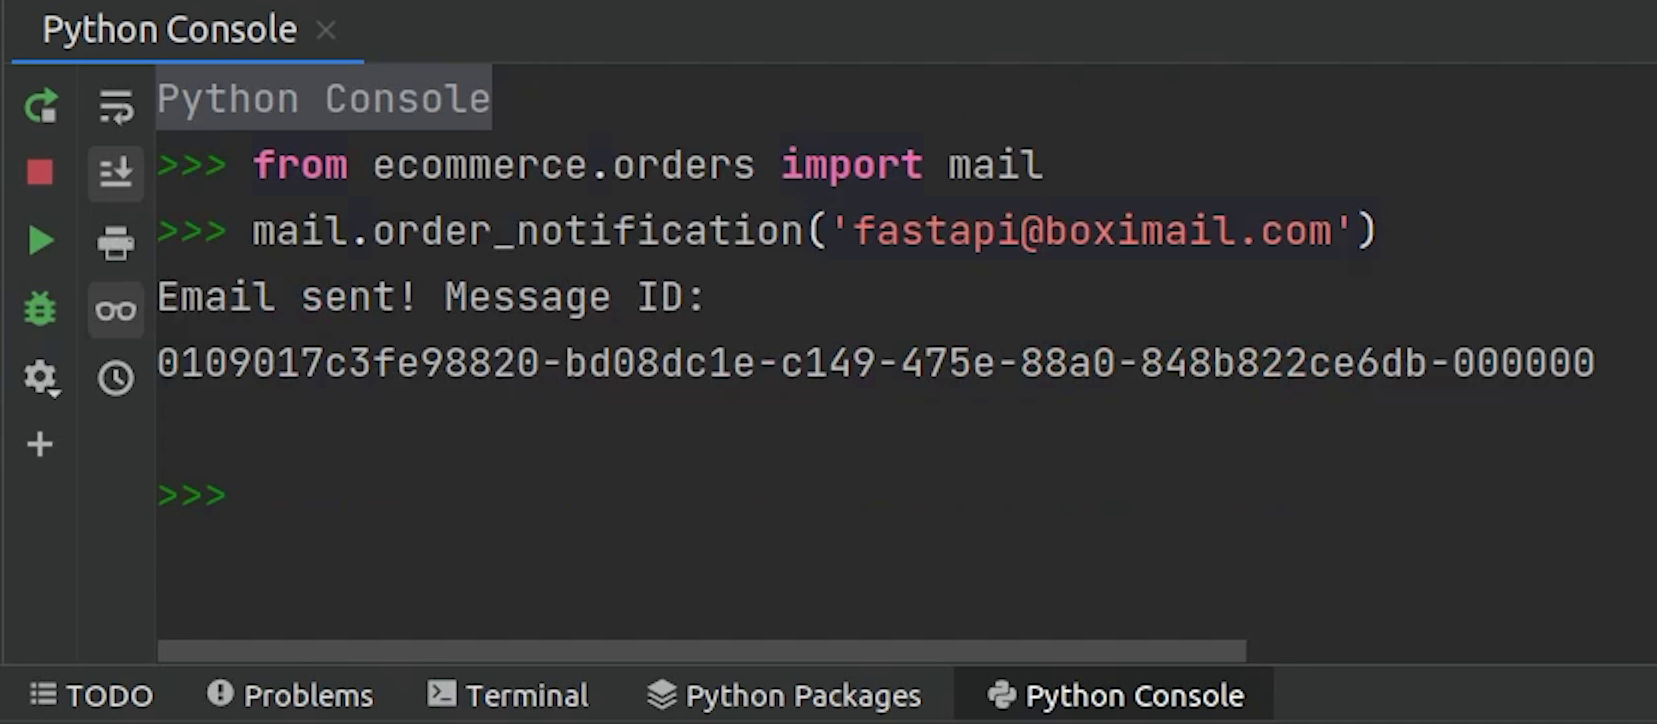 Python Console
Python Console
>>> from ecommerce.orders import mail
>>> mail.order_notification('fastapi@boximail.com')
Email sent! Message ID:
0109017c3fe98820-bd08dc1e-c149-475e-88a0-848b822ce6db-000000
>>>
TODO Problems Terminal Python Packages Python Console